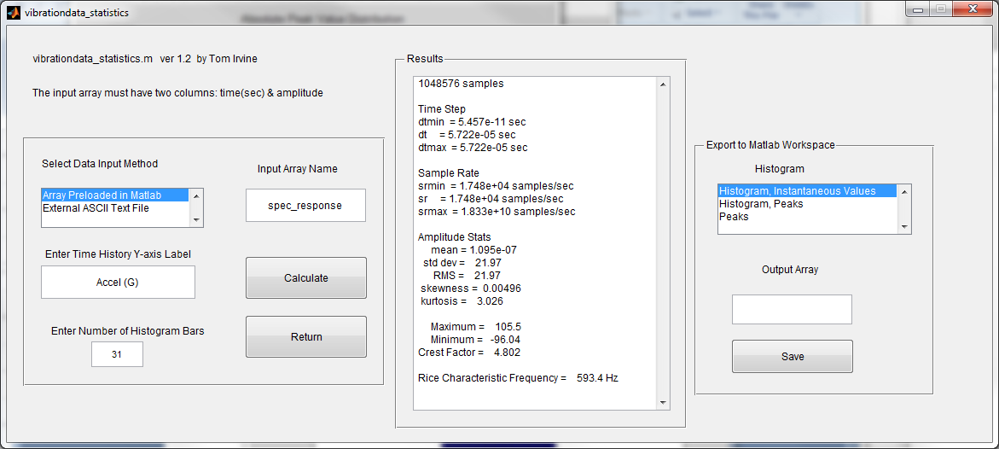 vibrationdata_statistics
vibrationdata_statistics.m ver 1.2 by Tom Irvine
The input array must have two columns: time(sec) & amplitude
Select Data Input Method
Array Preloaded in Matlab
External ASCII Text File
Input Array Name
spec_response
Enter Time History Y-axis Label
Accel (G)
Calculate
Enter Number of Histogram Bars
31
Return
Results
1048576 samples
Time Step
dtmin = 5.457e-11 sec
dt = 5.722e-05 sec
dtmax = 5.722e-05 sec
Sample Rate
srmin = 1.748e+04 samples/sec
sr = 1.748e+04 samples/sec
srmax = 1.833e+10 samples/sec
Amplitude Stats
mean = 1.095e-07
std dev = 21.97
RMS = 21.97
skewness = 0.00496
kurtosis = 3.026
Maximum = 105.5
Minimum = -96.04
Crest Factor = 4.802
Rice Characteristic Frequency = 593.4 Hz
Export to Matlab Workspace
Histogram
Histogram, Instantaneous Values
Histogram, Peaks
Peaks
Output Array
Save